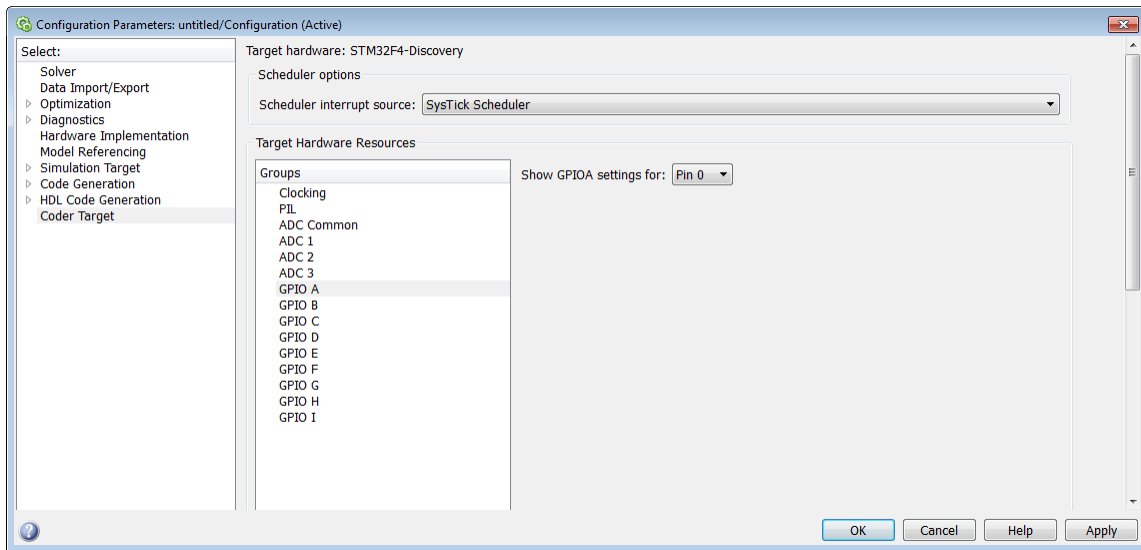 Configuration Parameters: untitled/Configuration (Active)
Select:
Solver
Data Import/Export
Optimization
Diagnostics
Hardware Implementation
Model Referencing
Simulation Target
Code Generation
HDL Code Generation
Coder Target
Target hardware: STM32F4-Discovery
Scheduler options
Scheduler interrupt source: SysTick Scheduler
Target Hardware Resources
Groups
Clocking
PIL
ADC Common
ADC 1
ADC 2
ADC 3
GPIO A
GPIO B
GPIO C
GPIO D
GPIO E
GPIO F
GPIO G
GPIO H
GPIO I
Show GPIOA settings for: Pin 0
OK Cancel Help Apply